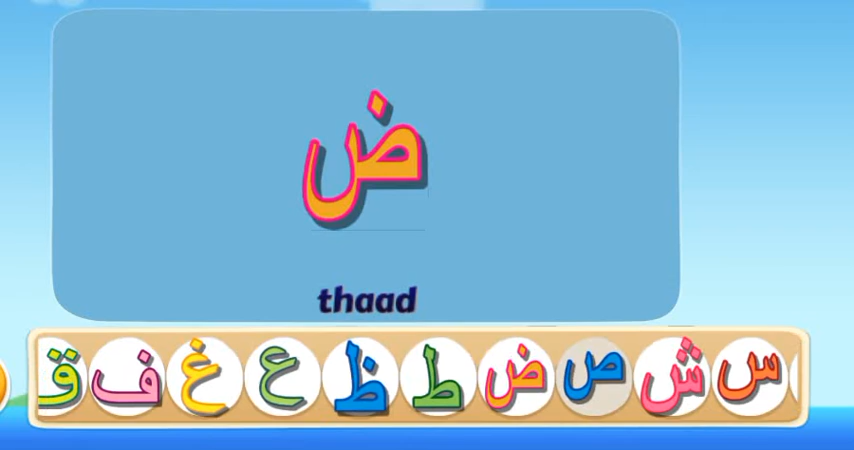 ض
thaad
س ش ص ض ط ظ ع غ ف ق